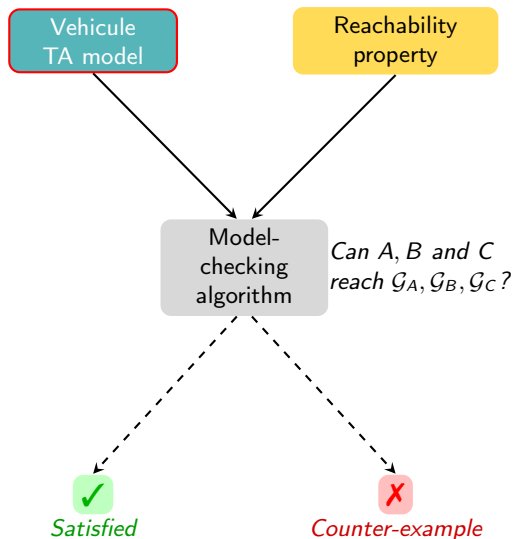 Vehicule
TA model
Reachability
property
Model-
checking
algorithm
Can A, B and C
reach 𝒢_A, 𝒢_B, 𝒢_C?
✓
✗
Satisfied
Counter-example